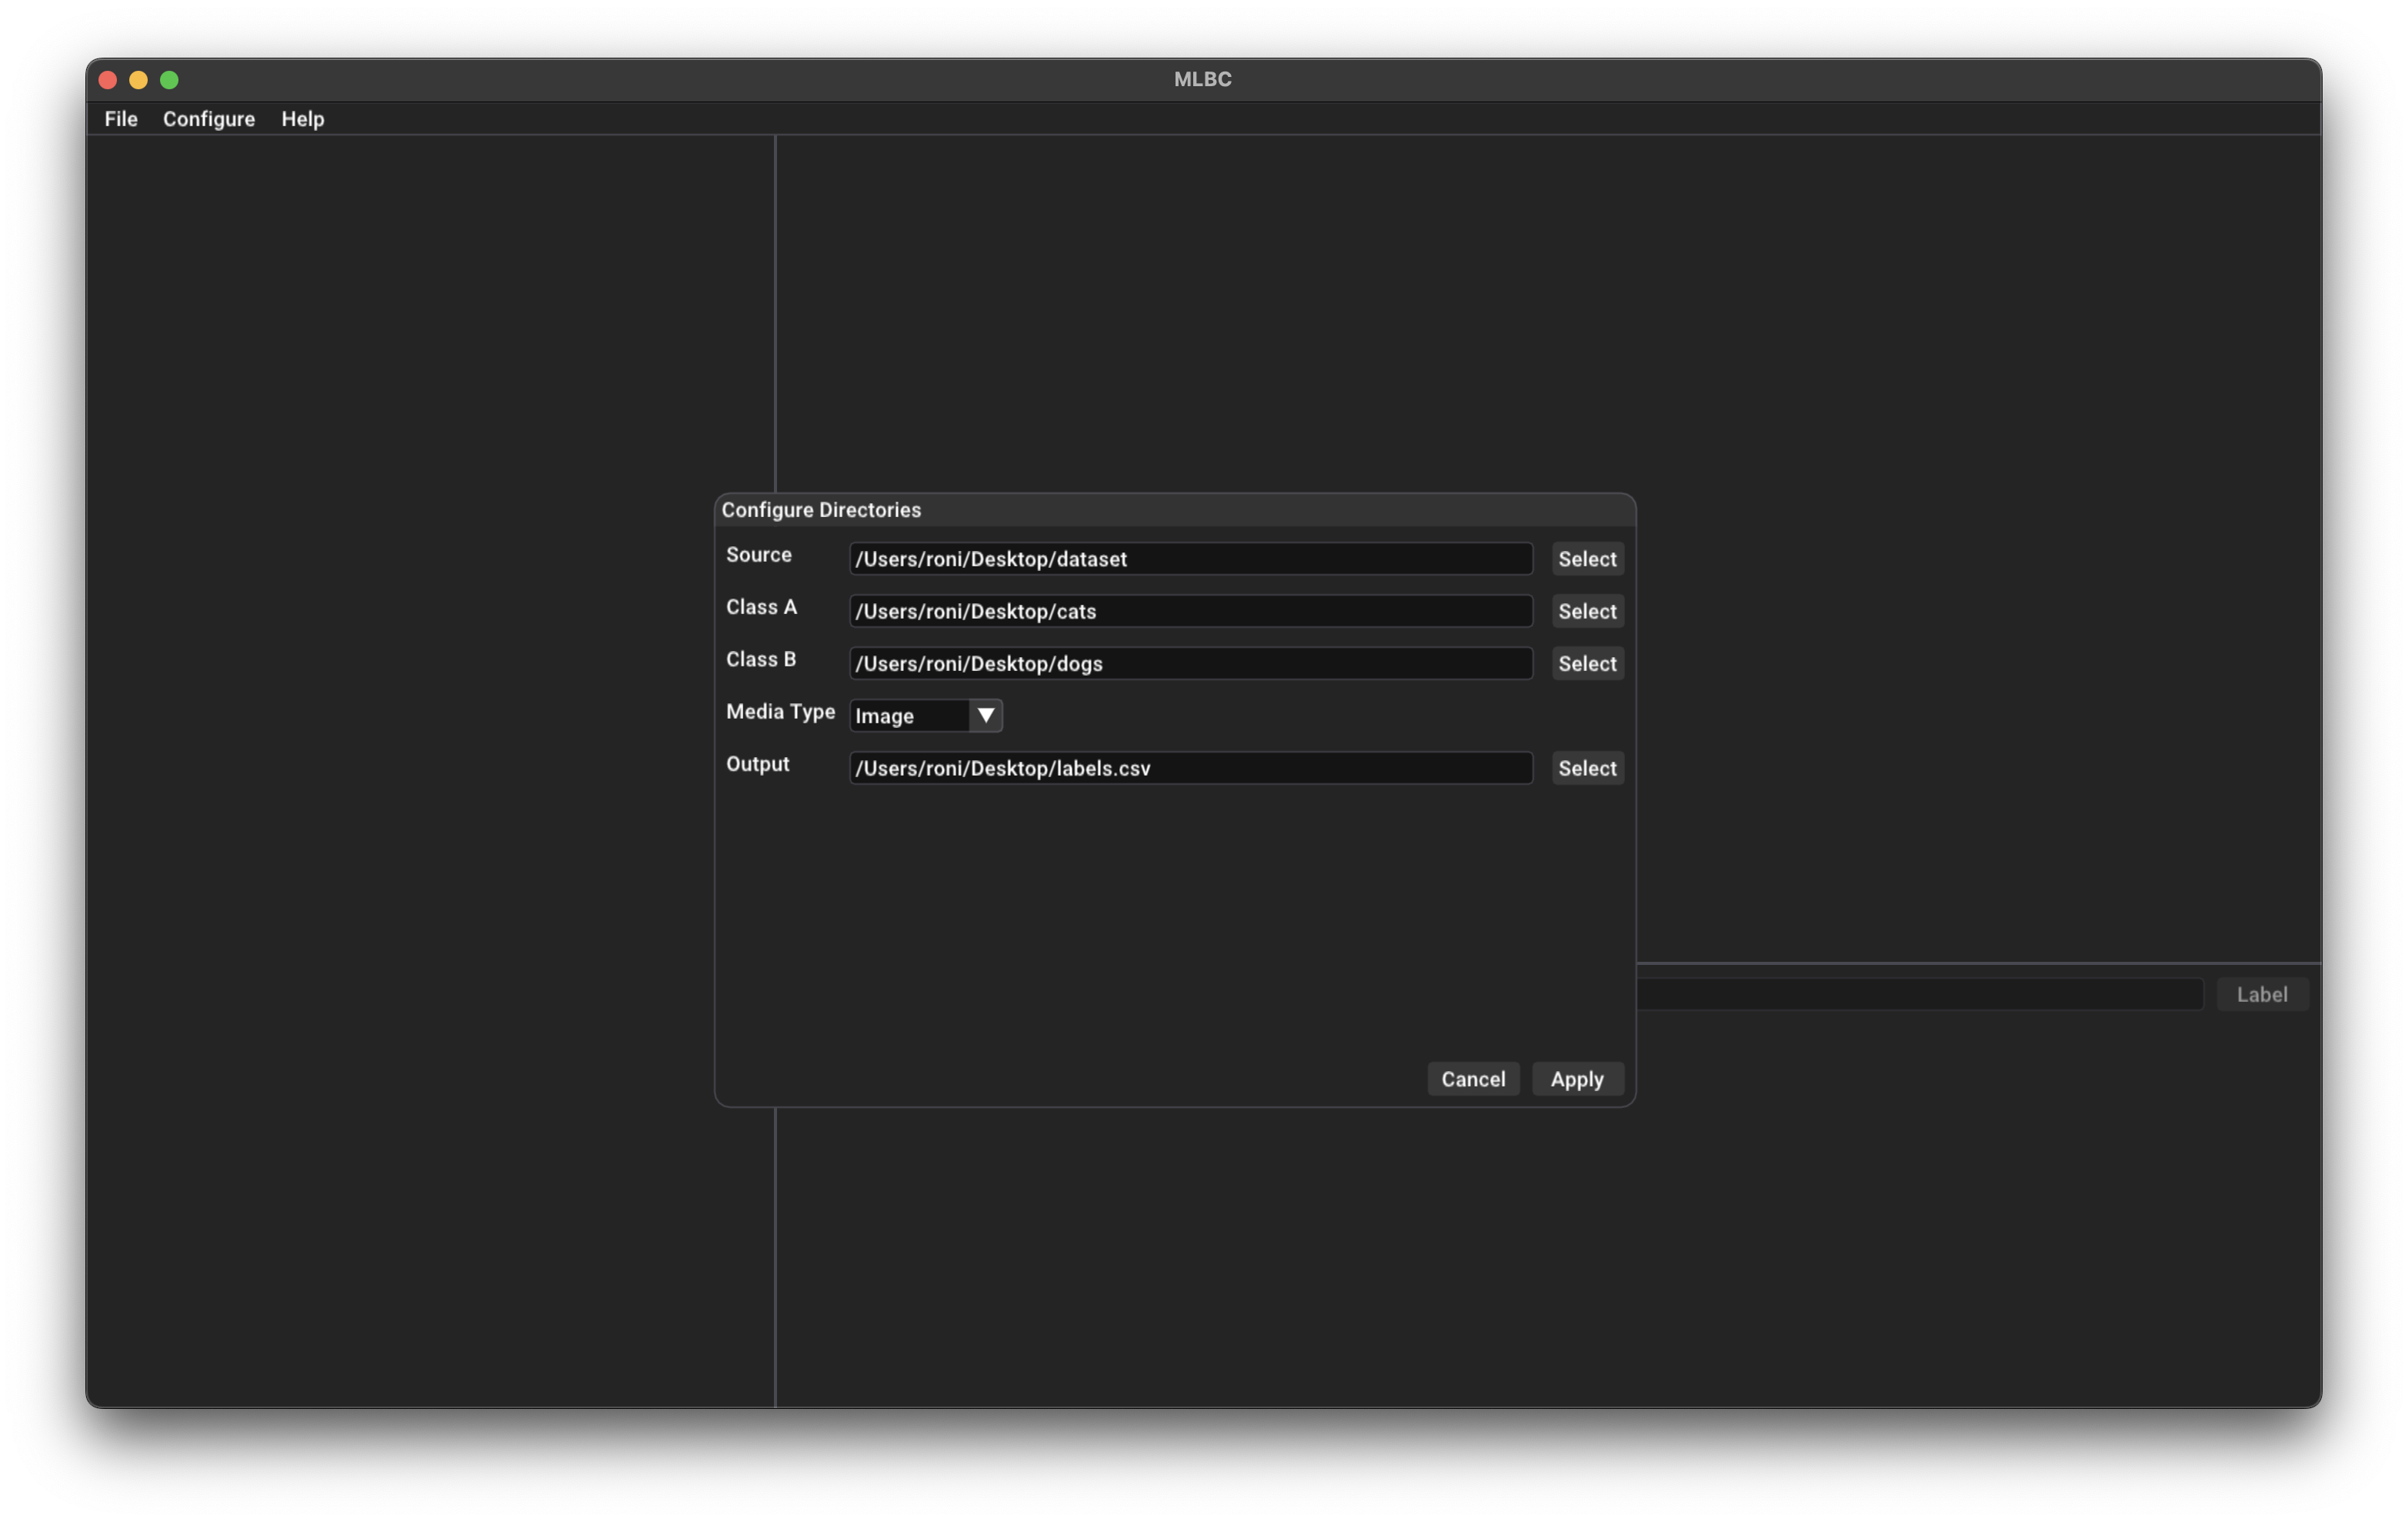 MLBC
File Configure Help
Configure Directories
Source /Users/roni/Desktop/dataset Select
Class A /Users/roni/Desktop/cats Select
Class B /Users/roni/Desktop/dogs Select
Media Type Image
Output /Users/roni/Desktop/labels.csv Select
Label
Cancel Apply